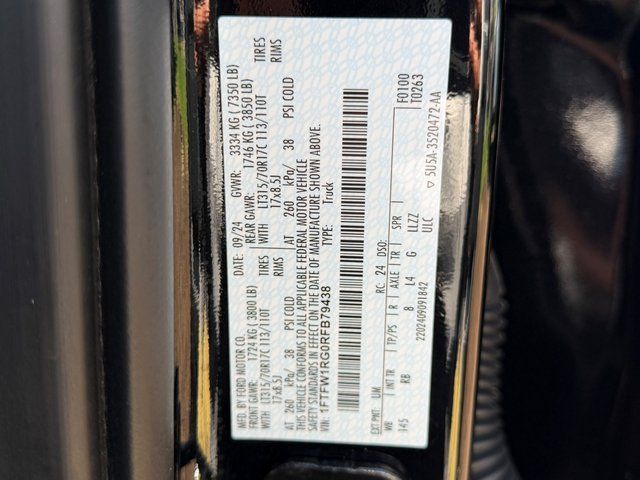 MFD. BY FORD MOTOR CO. DATE: 09/24 GVWR: 3334 KG ( 7350 LB)
FRONT GAWR: 1724 KG ( 3800 LB) REAR GAWR: 1746 KG ( 3850 LB)
WITH LT315/70R17C 113/110T TIRES WITH LT315/70R17C 113/110T TIRES
17x8.5J RIMS 17x8.5J RIMS
AT 260 kPa/ 38 PSI COLD AT 260 kPa/ 38 PSI COLD
THIS VEHICLE CONFORMS TO ALL APPLICABLE FEDERAL MOTOR VEHICLE
SAFETY STANDARDS IN EFFECT ON THE DATE OF MANUFACTURE SHOWN ABOVE.
VIN: 1FTFW1RG0RFB79438 TYPE: Truck
F0100
T0263
EXT PNT: UM RC: 24 DSO:
WB INT TR TP/PS R AXLE TR SPR
145 RB 8 L4 G LLZZ
2202409091842 ULC
▽ 5U5A-3520472-AA